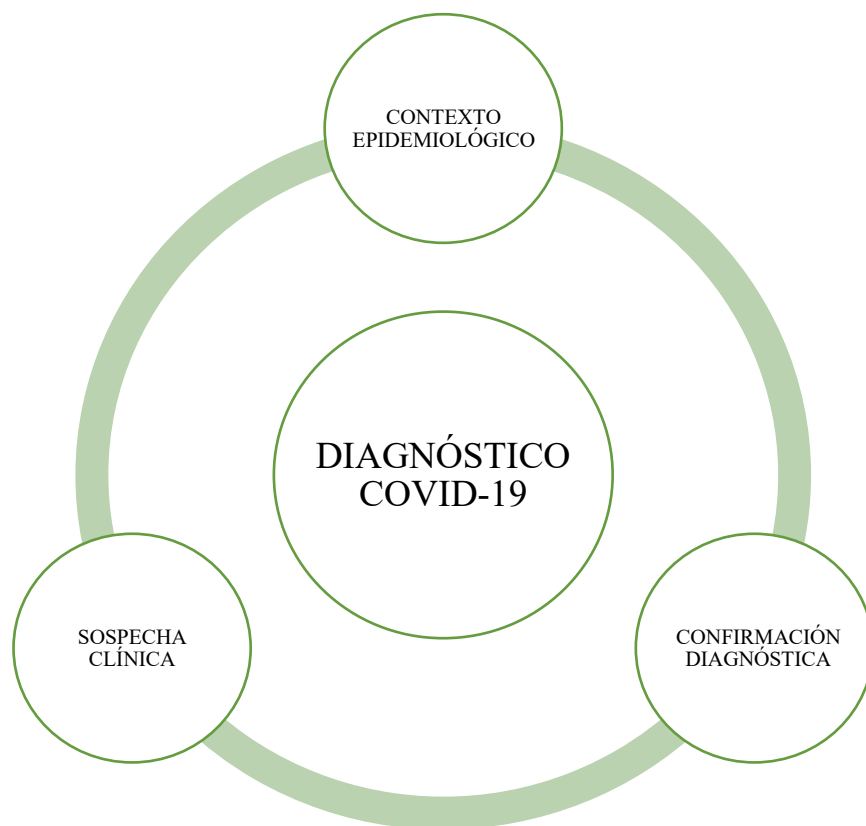 CONTEXTO
EPIDEMIOLÓGICO
DIAGNÓSTICO
COVID-19
SOSPECHA
CLÍNICA
CONFIRMACIÓN
DIAGNÓSTICA